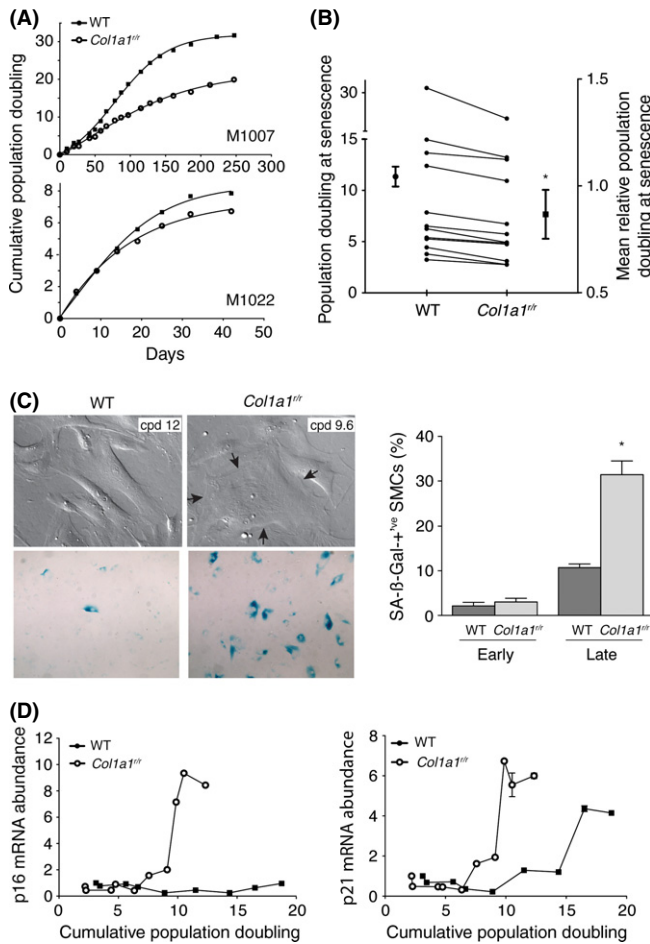 (A)
WT
Col1a1r/r
Cumulative population doubling
30
20
10
0
0 50 100 150 200 250 300
M1007
8
6
4
2
0
0 10 20 30 40 50
M1022
Days
(B)
Population doubling at senescence
30
15
10
5
0
WT
Col1a1r/r
*
1.5
1.0
0.5
Mean relative population
doubling at senescence
(C)
WT
Col1a1r/r
cpd 12
cpd 9.6
SA-ß-Gal-+'ve SMCs (%)
40
30
20
10
0
*
WT Col1a1r/r WT Col1a1r/r
Early Late
(D)
WT
Col1a1r/r
p16 mRNA abundance
12
10
8
6
4
2
0
0 5 10 15 20
Cumulative population doubling
WT
Col1a1r/r
p21 mRNA abundance
8
6
4
2
0
0 5 10 15 20
Cumulative population doubling